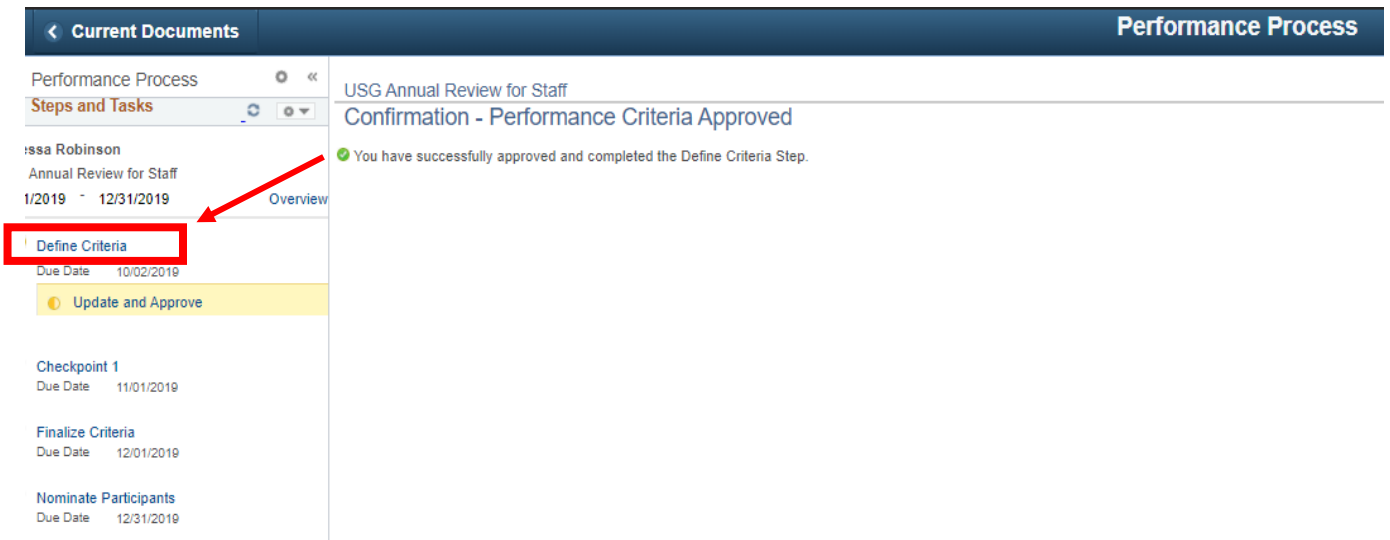 Current Documents
Performance Process
Performance Process
Steps and Tasks
USG Annual Review for Staff
Confirmation - Performance Criteria Approved
You have successfully approved and completed the Define Criteria Step.
Robinson
Annual Review for Staff
1/2019 - 12/31/2019 Overview
Define Criteria
Due Date 10/02/2019
Update and Approve
Checkpoint 1
Due Date 11/01/2019
Finalize Criteria
Due Date 12/01/2019
Nominate Participants
Due Date 12/31/2019